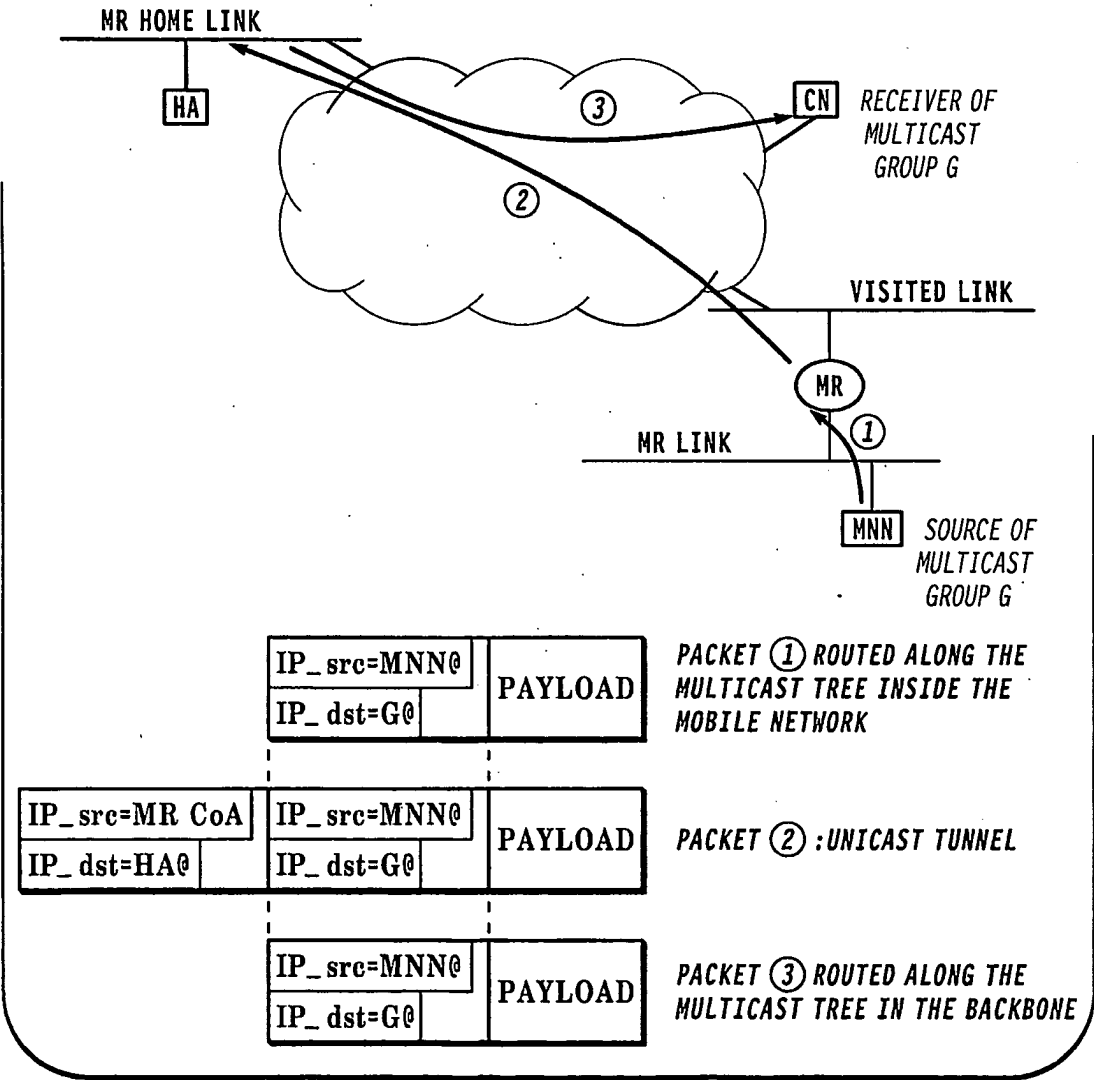 MR HOME LINK
HA
CN
RECEIVER OF
MULTICAST
GROUP G
3
2
VISITED LINK
MR
1
MR LINK
MNN
SOURCE OF
MULTICAST
GROUP G
IP_src=MNN@
IP_dst=G@
PAYLOAD
PACKET 1 ROUTED ALONG THE
MULTICAST TREE INSIDE THE
MOBILE NETWORK
IP_src=MR CoA
IP_dst=HA@
IP_src=MNN@
IP_dst=G@
PAYLOAD
PACKET 2 :UNICAST TUNNEL
IP_src=MNN@
IP_dst=G@
PAYLOAD
PACKET 3 ROUTED ALONG THE
MULTICAST TREE IN THE BACKBONE